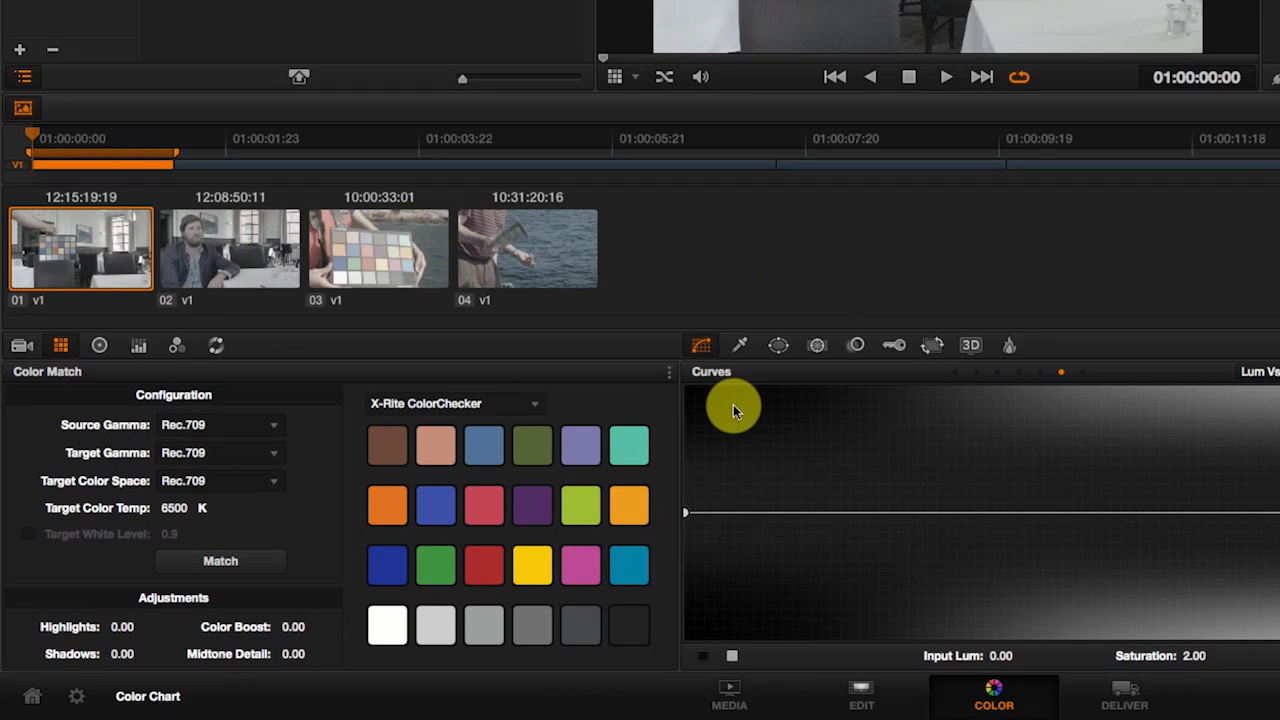 01:00:00:00
01:00:00:00 01:00:01:23 01:00:03:22 01:00:05:21 01:00:07:20 01:00:09:19 01:00:11:18
V1
12:15:19:19 12:08:50:11 10:00:33:01 10:31:20:16
01 v1 02 v1 03 v1 04 v1
3D
Color Match
Curves
Lum Vs
Configuration
X-Rite ColorChecker
Source Gamma: Rec.709
Target Gamma: Rec.709
Target Color Space: Rec.709
Target Color Temp: 6500 K
Target White Level: 0.9
Match
Adjustments
Highlights: 0.00 Color Boost: 0.00
Shadows: 0.00 Midtone Detail: 0.00
Input Lum: 0.00 Saturation: 2.00
Color Chart
MEDIA EDIT COLOR DELIVER